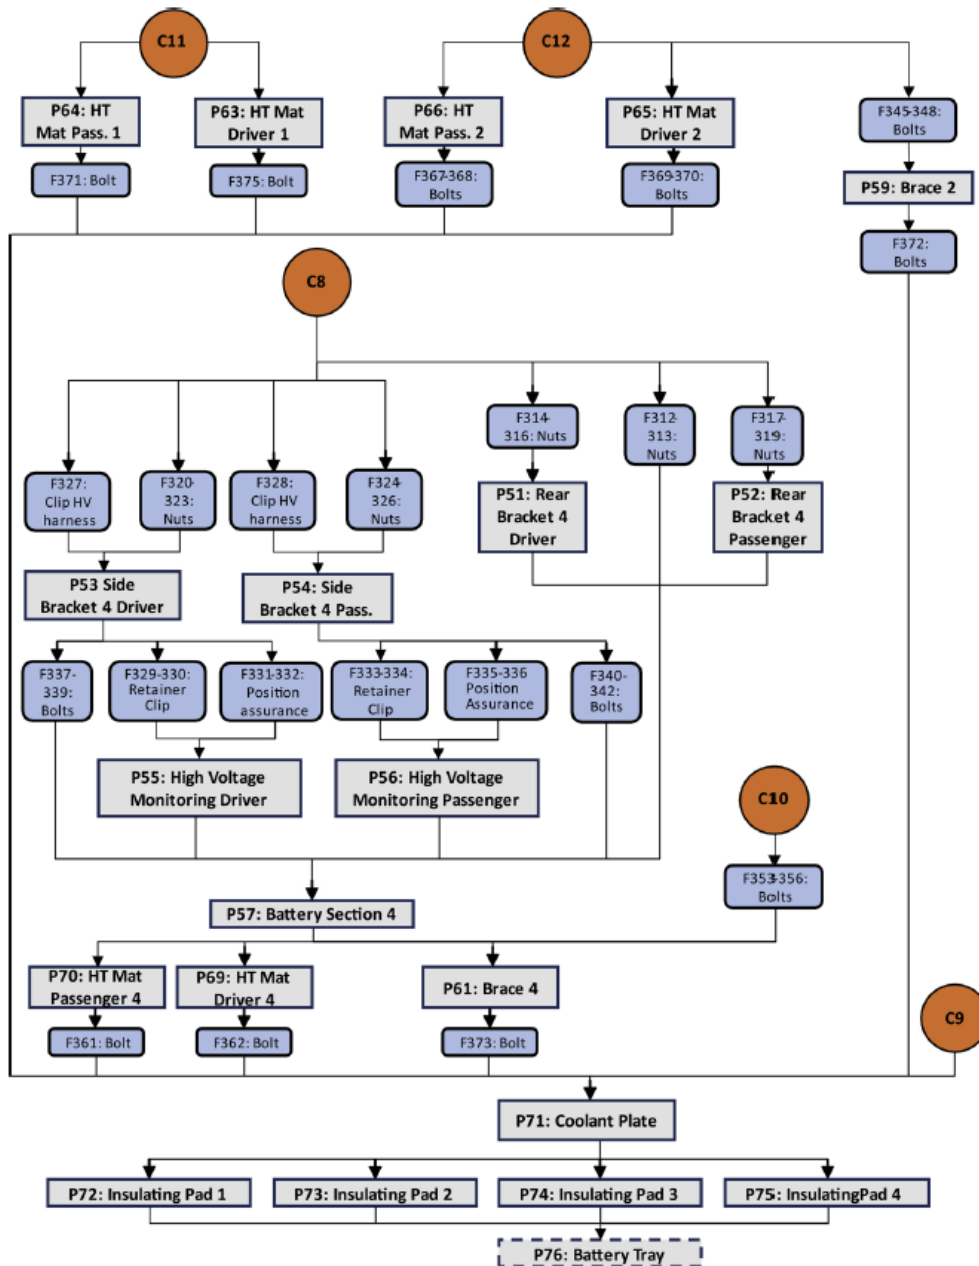 C11
C12
P64: HT
Mat Pass. 1
P63: HT Mat
Driver 1
P66: HT
Mat Pass. 2
P65: HT Mat
Driver 2
F345-348:
Bolts
F371: Bolt
F375: Bolt
F367-368:
Bolts
F369-370:
Bolts
P59: Brace 2
F372:
Bolts
C8
F314-
316: Nuts
F312-
313:
Nuts
F317-
319:
Nuts
F327:
Clip HV
harness
F320-
323:
Nuts
F328:
Clip HV
harness
F324-
326:
Nuts
P51: Rear
Bracket 4
Driver
P52: Rear
Bracket 4
Passenger
P53 Side
Bracket 4 Driver
P54: Side
Bracket 4 Pass.
F337-
339:
Bolts
F329-330:
Retainer
Clip
F331-332:
Position
assurance
F333-334:
Retainer
Clip
F335-336
Position
Assurance
F340-
342:
Bolts
P55: High Voltage
Monitoring Driver
P56: High Voltage
Monitoring Passenger
C10
F353-356:
Bolts
P57: Battery Section 4
P70: HT Mat
Passenger 4
P69: HT Mat
Driver 4
P61: Brace 4
C9
F361: Bolt
F362: Bolt
F373: Bolt
P71: Coolant Plate
P72: Insulating Pad 1
P73: Insulating Pad 2
P74: Insulating Pad 3
P75: InsulatingPad 4
P76: Battery Tray